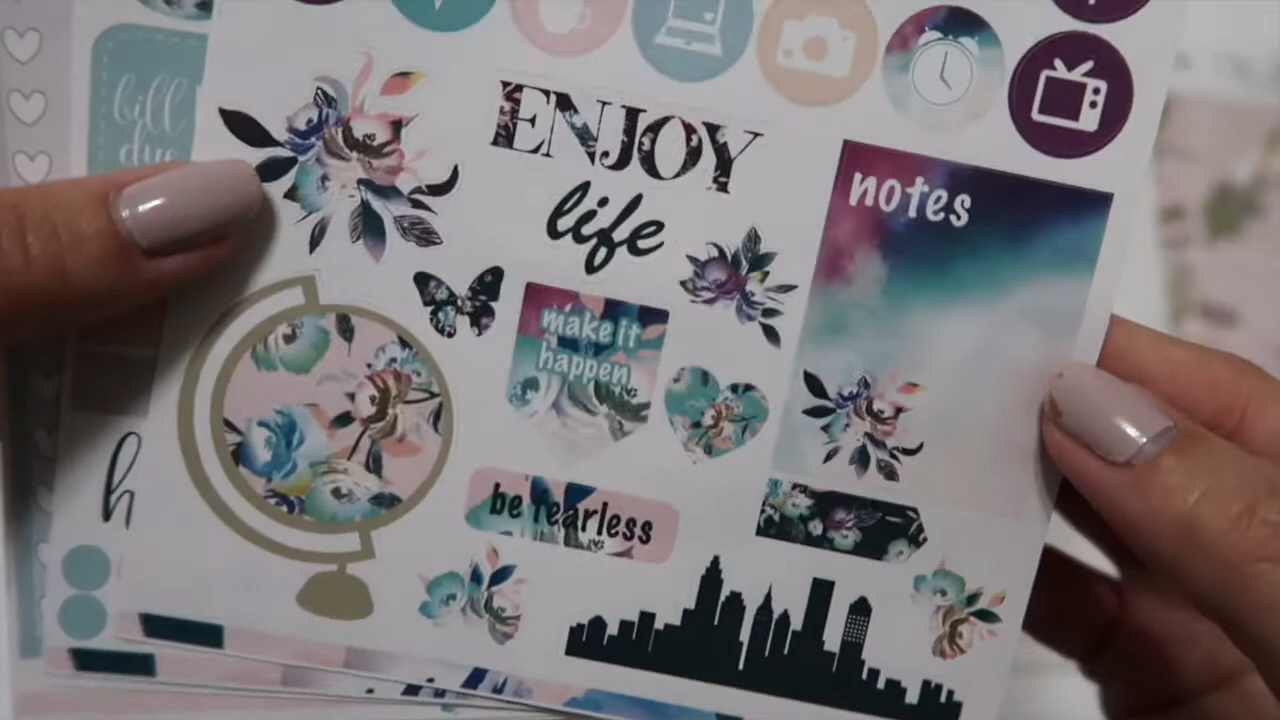 bill
due
ENJOY
life
notes
make it
happen
be fearless
h